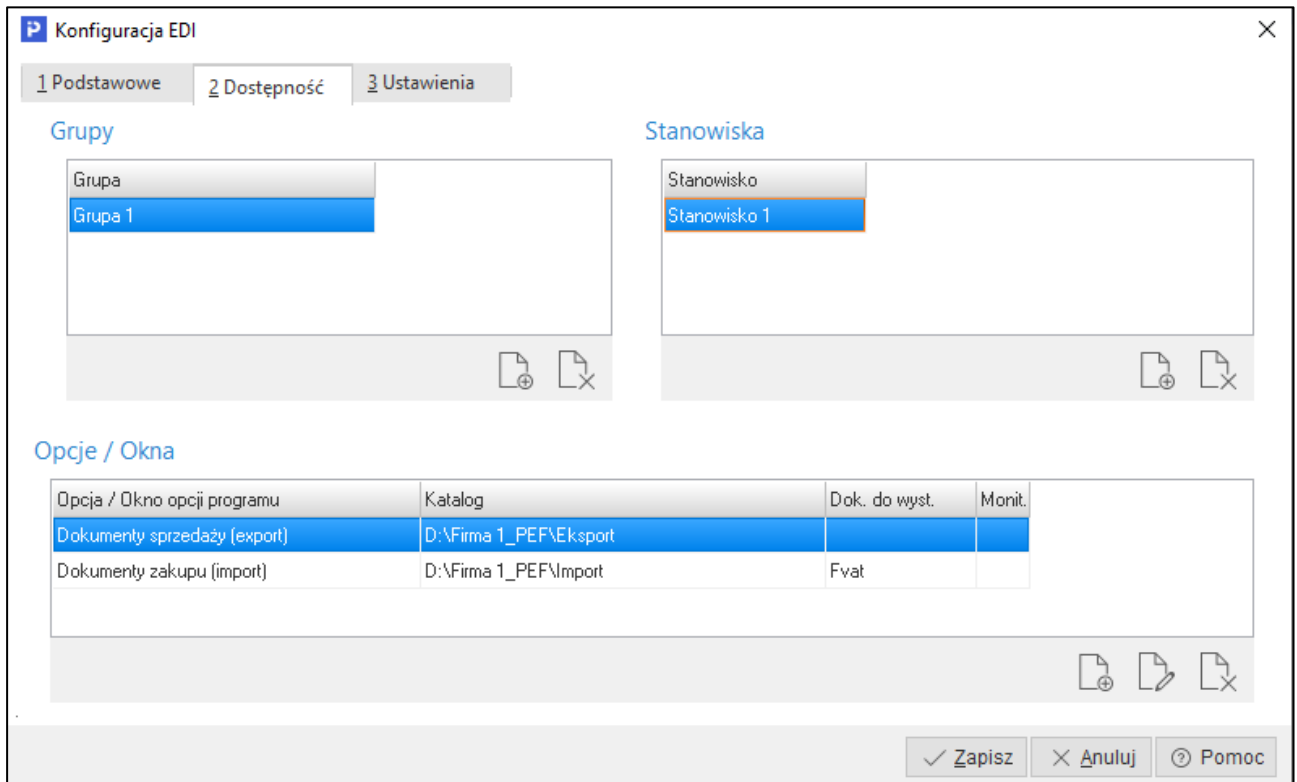 Konfiguracja EDI
1 Podstawowe 2 Dostępność 3 Ustawienia
Grupy Stanowiska
Grupa Stanowisko
Grupa 1 Stanowisko 1
Opcje / Okna
Opcja / Okno opcji programu Katalog Dok. do wyst. Monit.
Dokumenty sprzedaży (export) D:\Firma 1_PEF\Eksport
Dokumenty zakupu (import) D:\Firma 1_PEF\Import Fvat
Zapisz Anuluj Pomoc